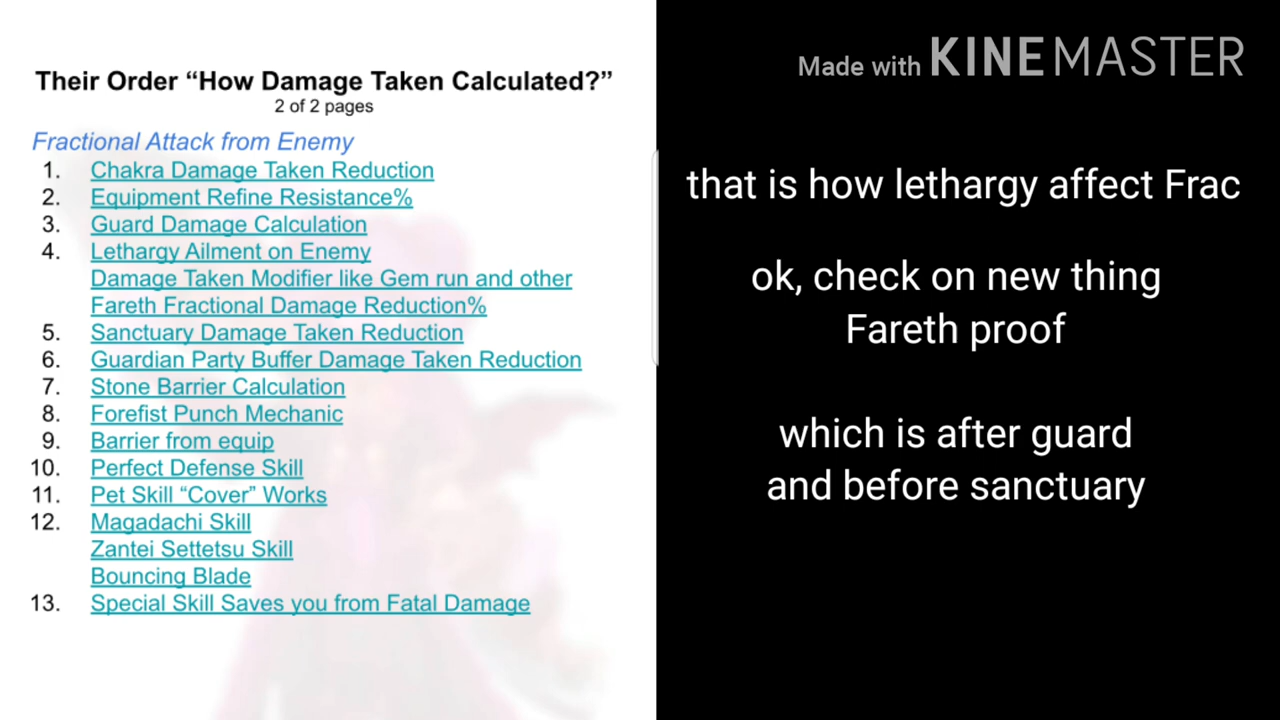 Their Order “How Damage Taken Calculated?”
2 of 2 pages
Fractional Attack from Enemy
1. Chakra Damage Taken Reduction
2. Equipment Refine Resistance%
3. Guard Damage Calculation
4. Lethargy Ailment on Enemy
Damage Taken Modifier like Gem run and other
Fareth Fractional Damage Reduction%
5. Sanctuary Damage Taken Reduction
6. Guardian Party Buffer Damage Taken Reduction
7. Stone Barrier Calculation
8. Forefist Punch Mechanic
9. Barrier from equip
10. Perfect Defense Skill
11. Pet Skill “Cover” Works
12. Magadachi Skill
Zantei Settetsu Skill
Bouncing Blade
13. Special Skill Saves you from Fatal Damage
Made with KINEMASTER
that is how lethargy affect Frac
ok, check on new thing
Fareth proof
which is after guard
and before sanctuary